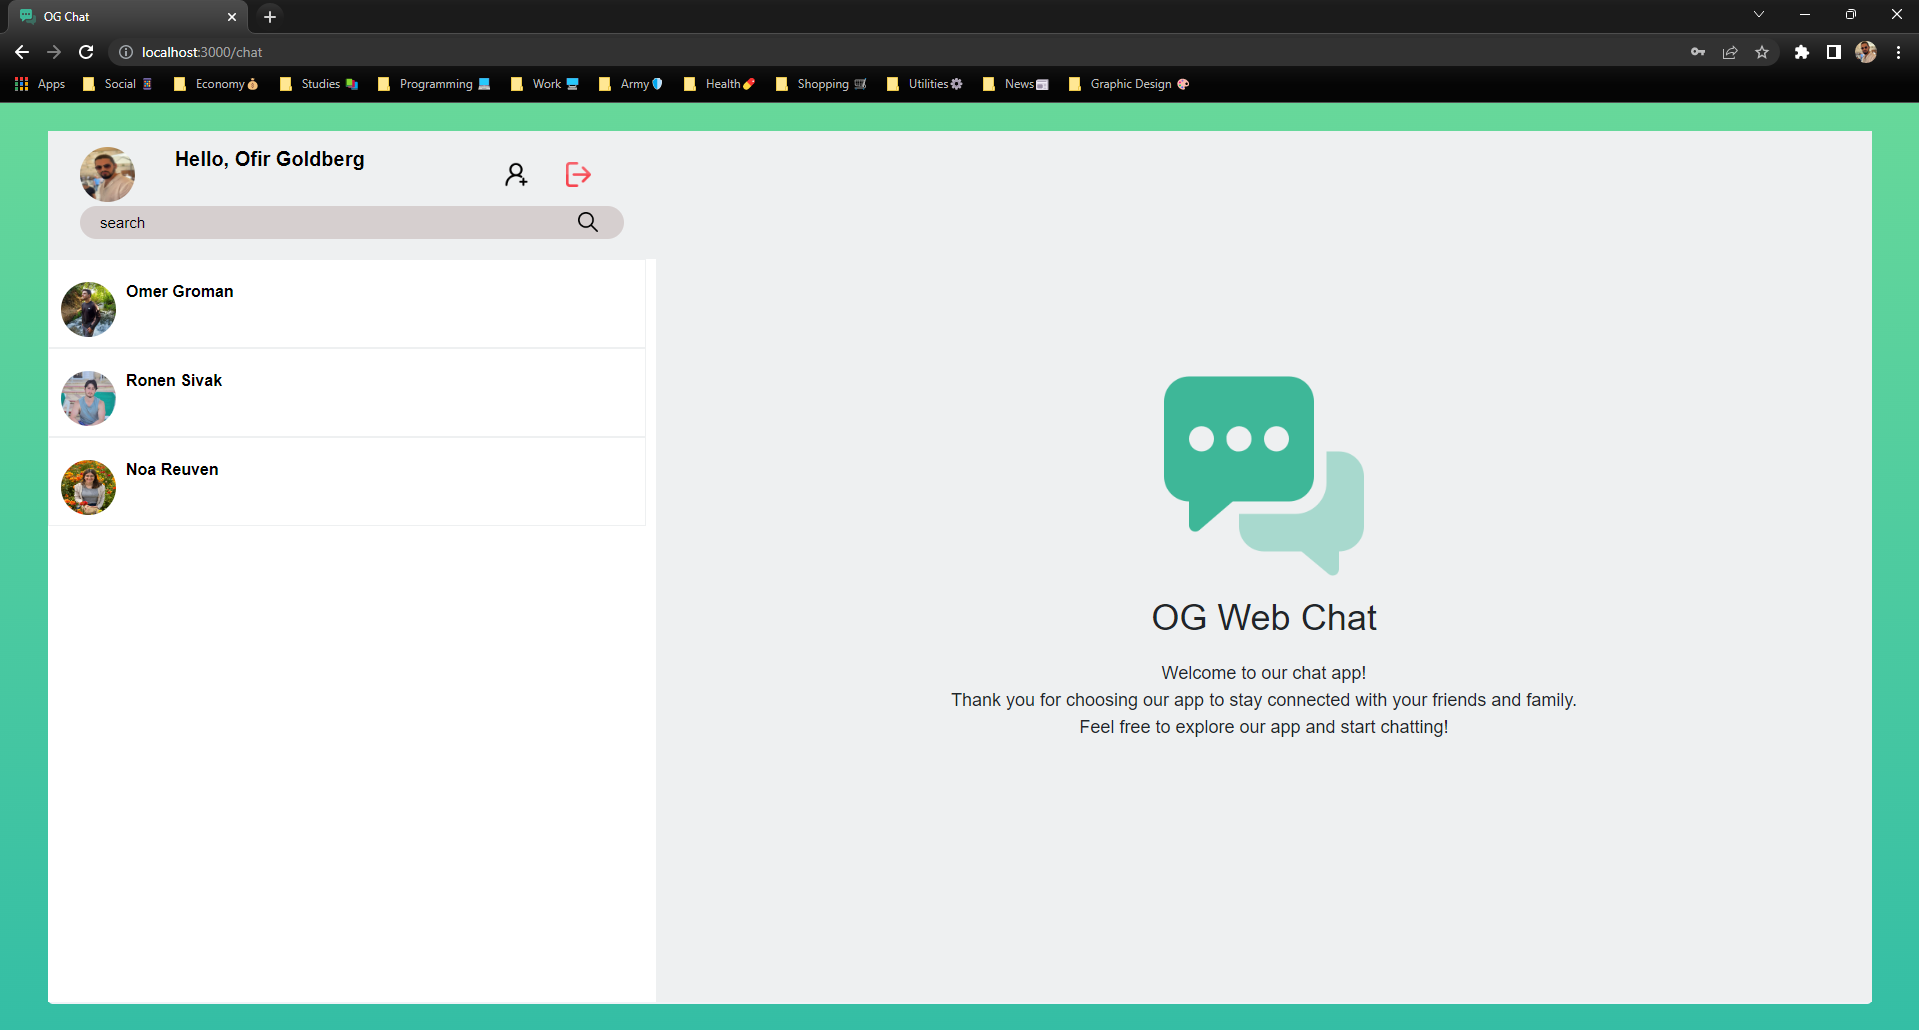 OG Chat
localhost:3000/chat
Apps Social Economy Studies Programming Work Army Health Shopping Utilities News Graphic Design
Hello, Ofir Goldberg
search
Omer Groman
Ronen Sivak
Noa Reuven
OG Web Chat
Welcome to our chat app!
Thank you for choosing our app to stay connected with your friends and family.
Feel free to explore our app and start chatting!